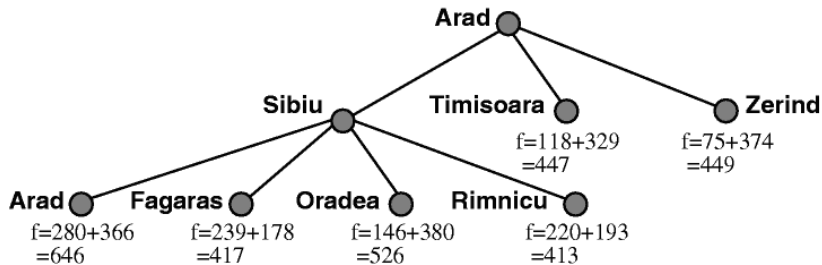 Arad
Sibiu
Timisoara
Zerind
f=118+329
=447
f=75+374
=449
Arad
Fagaras
Oradea
Rimnicu
f=280+366
=646
f=239+178
=417
f=146+380
=526
f=220+193
=413